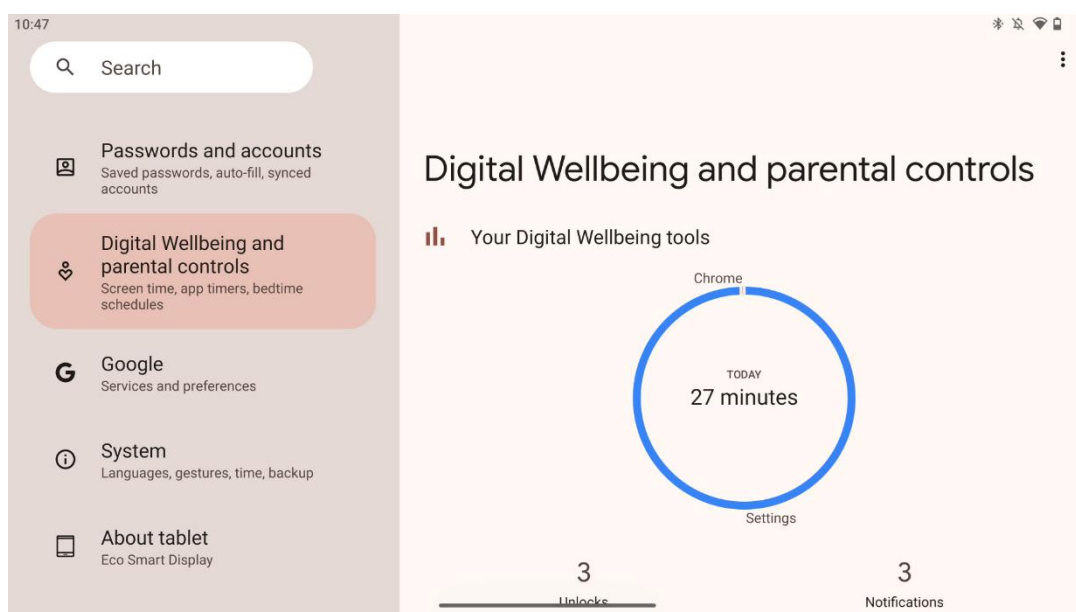 10:47
Search
Passwords and accounts
Saved passwords, auto-fill, synced
accounts
Digital Wellbeing and
parental controls
Screen time, app timers, bedtime
schedules
Google
Services and preferences
System
Languages, gestures, time, backup
About tablet
Eco Smart Display
Digital Wellbeing and parental controls
Your Digital Wellbeing tools
Chrome
TODAY
27 minutes
Settings
3
Unlocks
3
Notifications